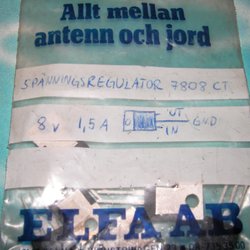 Allt mellan
antenn och jord
SPÄNNINGSREGULATOR 7808 CT
UT
8 V 1,5 A GND
IN
ELFA AB